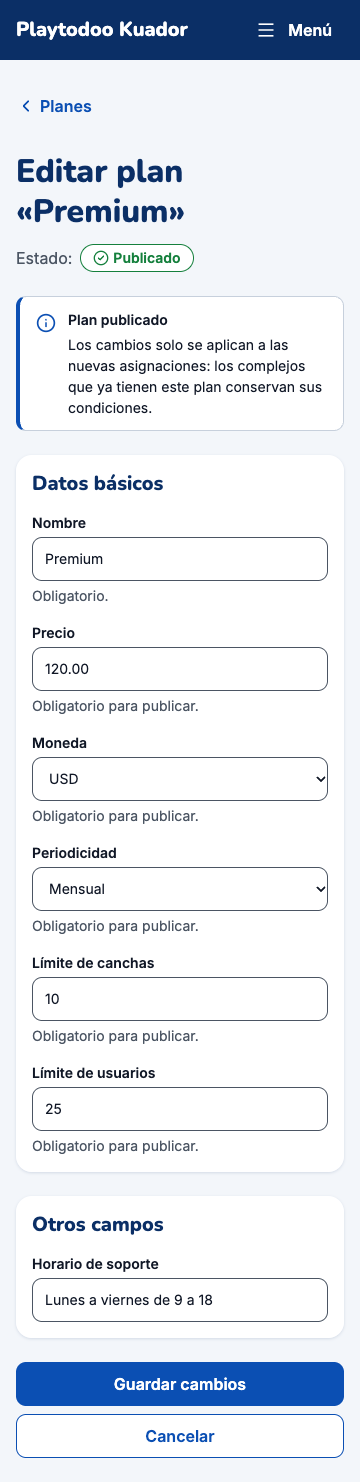 Playtodoo Kuador
Menú
Planes
Editar plan
«Premium»
Estado:
Publicado
Plan publicado
Los cambios solo se aplican a las
nuevas asignaciones: los complejos
que ya tienen este plan conservan sus
condiciones.
Datos básicos
Nombre
Premium
Obligatorio.
Precio
120.00
Obligatorio para publicar.
Moneda
USD
Obligatorio para publicar.
Periodicidad
Mensual
Obligatorio para publicar.
Límite de canchas
10
Obligatorio para publicar.
Límite de usuarios
25
Obligatorio para publicar.
Otros campos
Horario de soporte
Lunes a viernes de 9 a 18
Guardar cambios
Cancelar